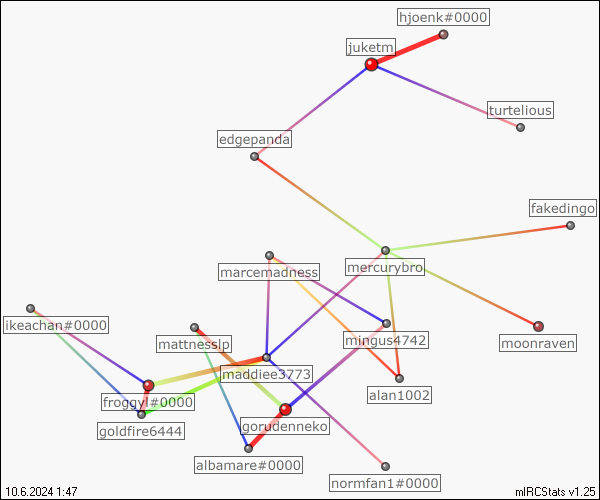 hjoenk#0000
juketm
turtelious
edgepanda
fakedingo
mercurybro
marcemadness
ikeachan#0000
mingus4742
moonraven
mattnesslp
maddiee3773
alan1002
froggyl#0000
gorudenneko
goldfire6444
albamare#0000
normfan1#0000
10.6.2024 1:47
mIRCStats v1.25